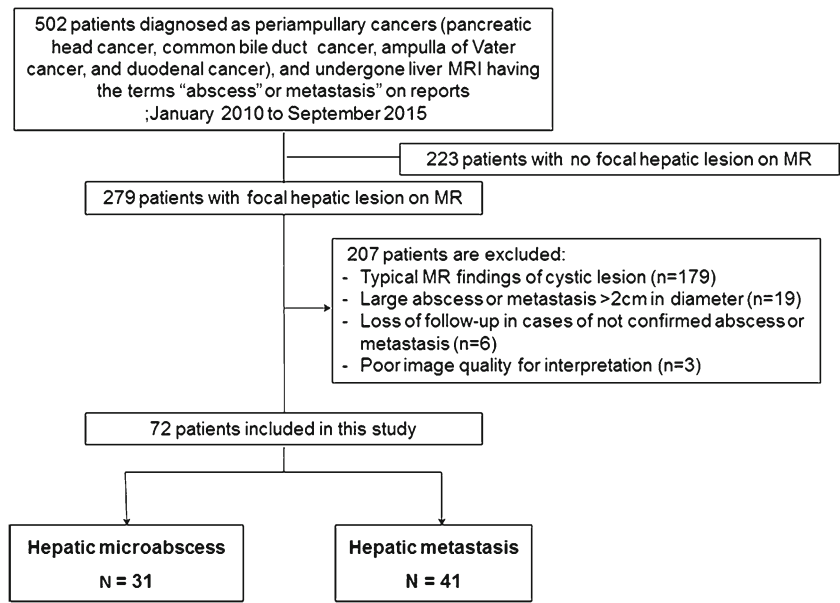 502 patients diagnosed as periampullary cancers (pancreatic
head cancer, common bile duct cancer, ampulla of Vater
cancer, and duodenal cancer), and undergone liver MRI having
the terms “abscess” or metastasis” on reports
;January 2010 to September 2015
223 patients with no focal hepatic lesion on MR
279 patients with focal hepatic lesion on MR
207 patients are excluded:
- Typical MR findings of cystic lesion (n=179)
- Large abscess or metastasis >2cm in diameter (n=19)
- Loss of follow-up in cases of not confirmed abscess or
metastasis (n=6)
- Poor image quality for interpretation (n=3)
72 patients included in this study
Hepatic microabscess
N = 31
Hepatic metastasis
N = 41